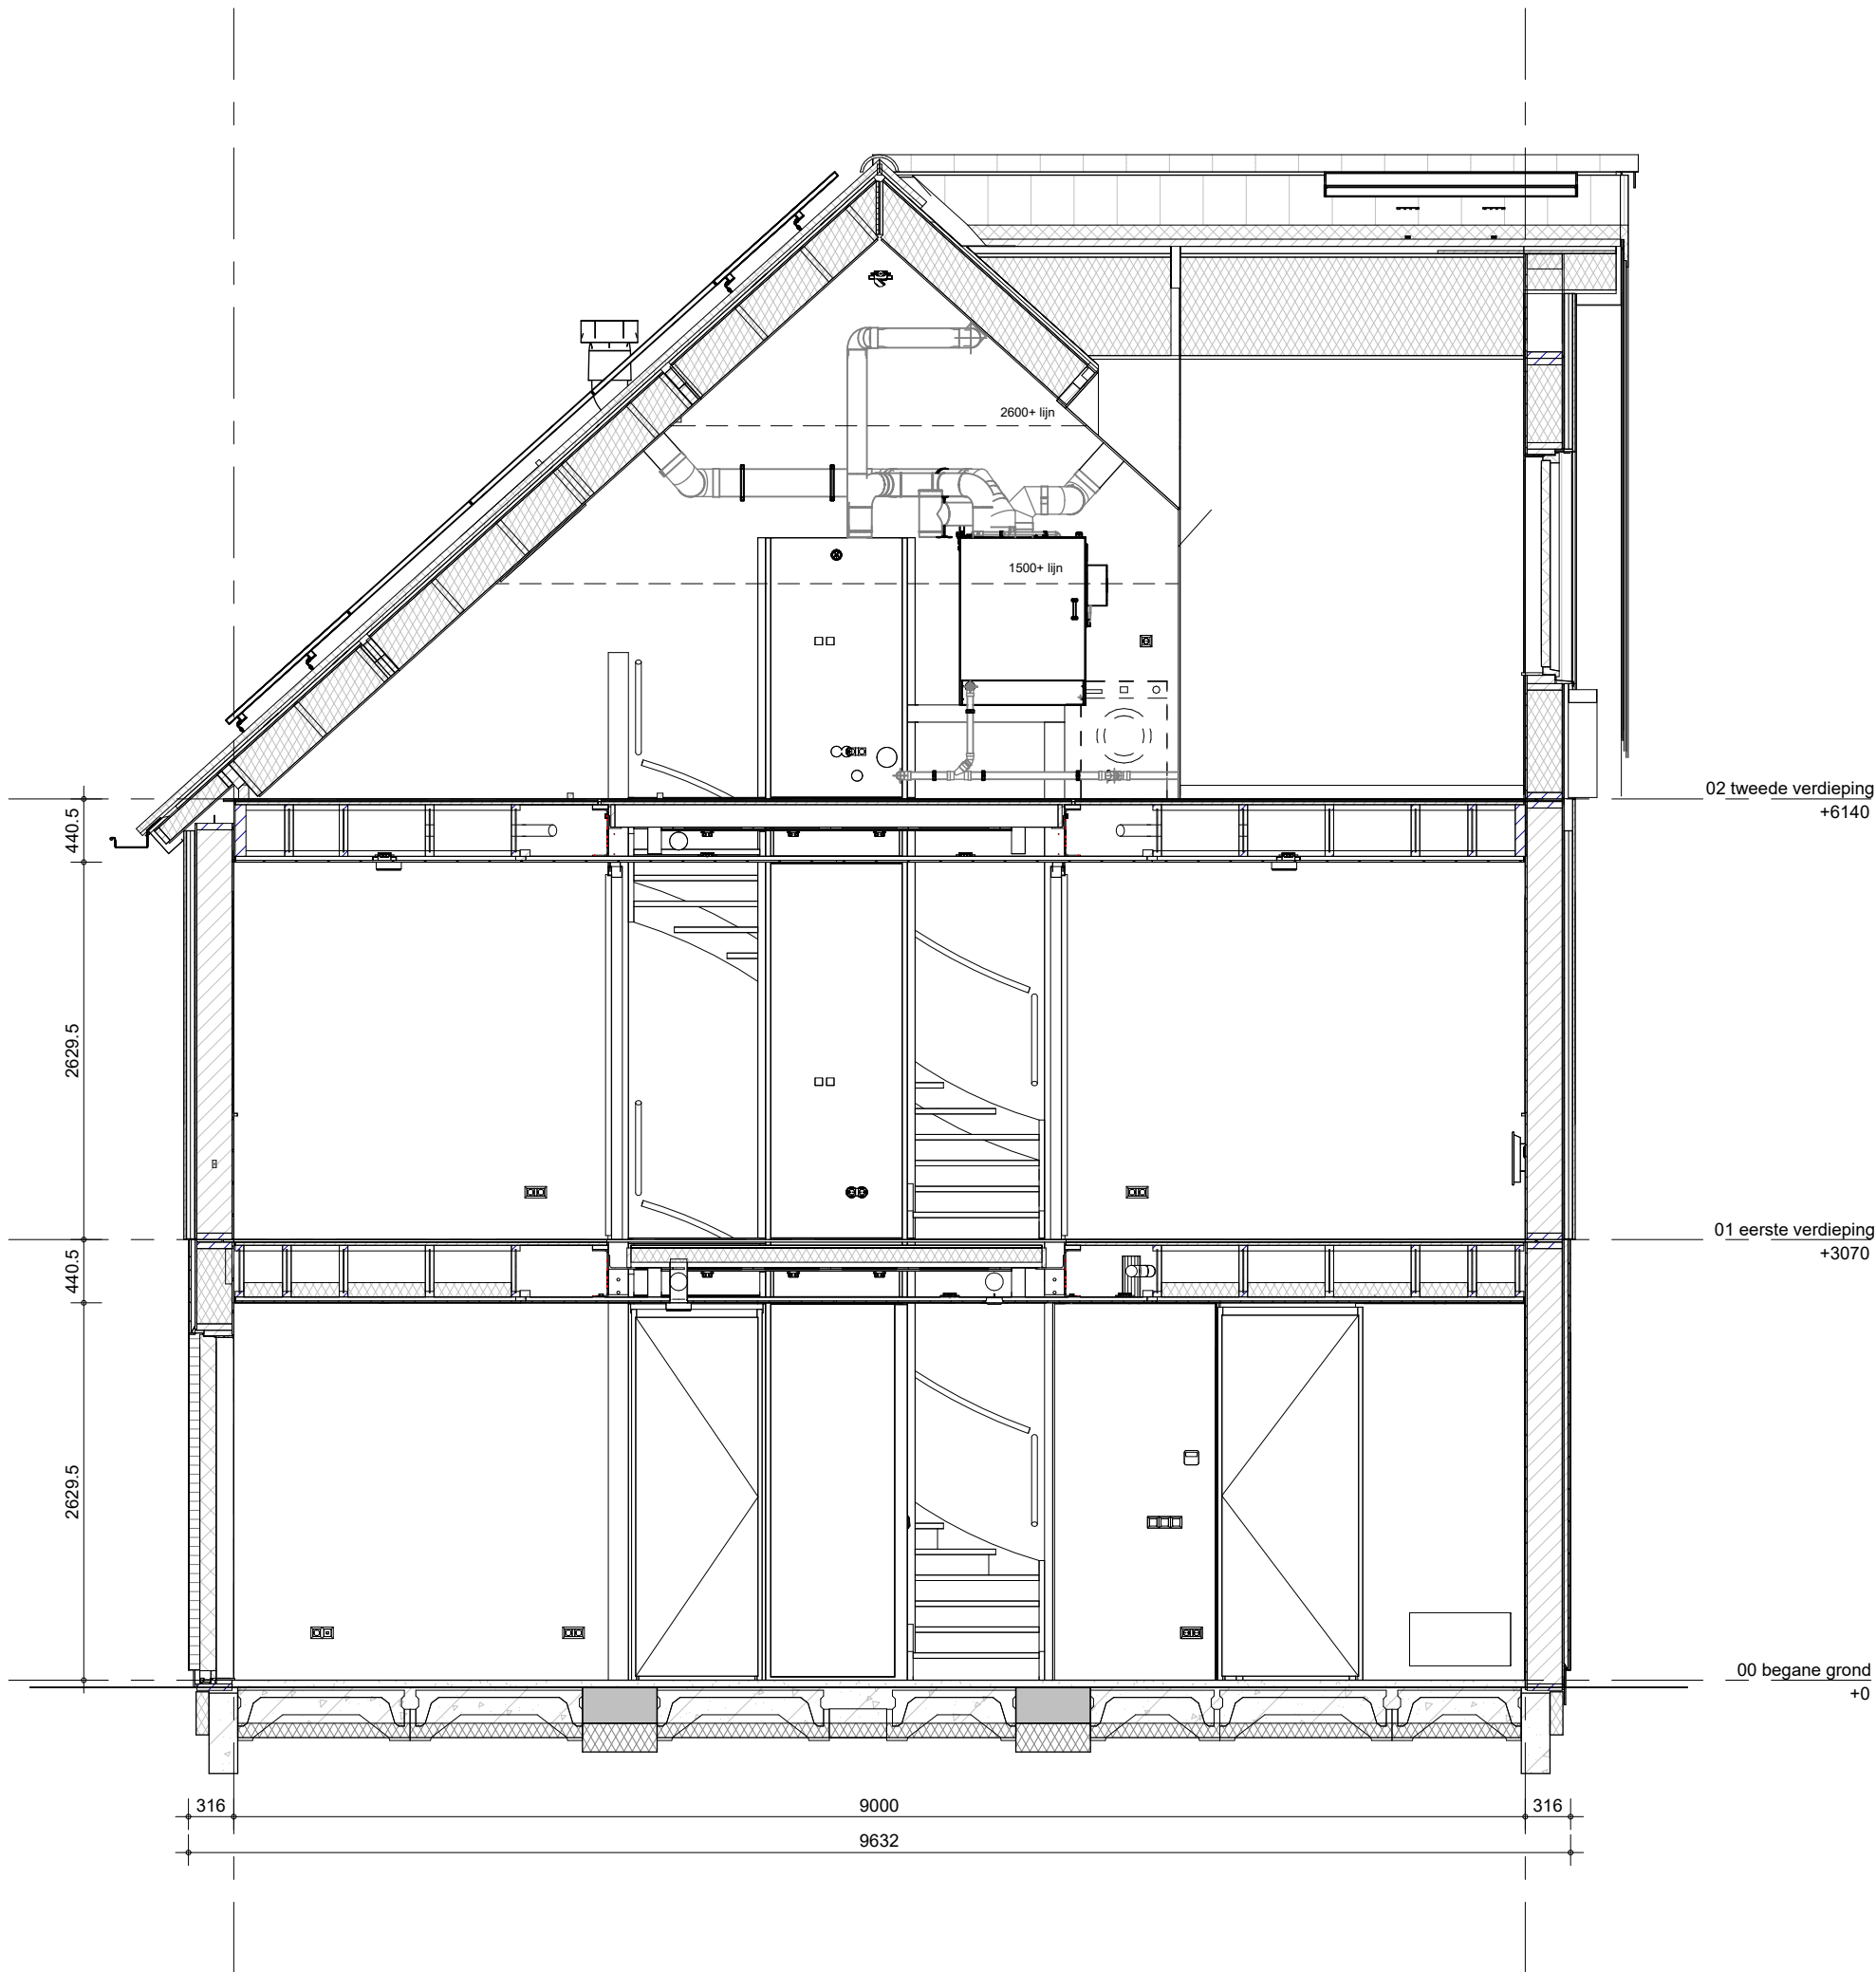 2600+ lijn
1500+ lijn
02 tweede verdieping
+6140
440.5
2629.5
01 eerste verdieping
+3070
440.5
2629.5
00 begane grond
+0
316
9000
316
9632